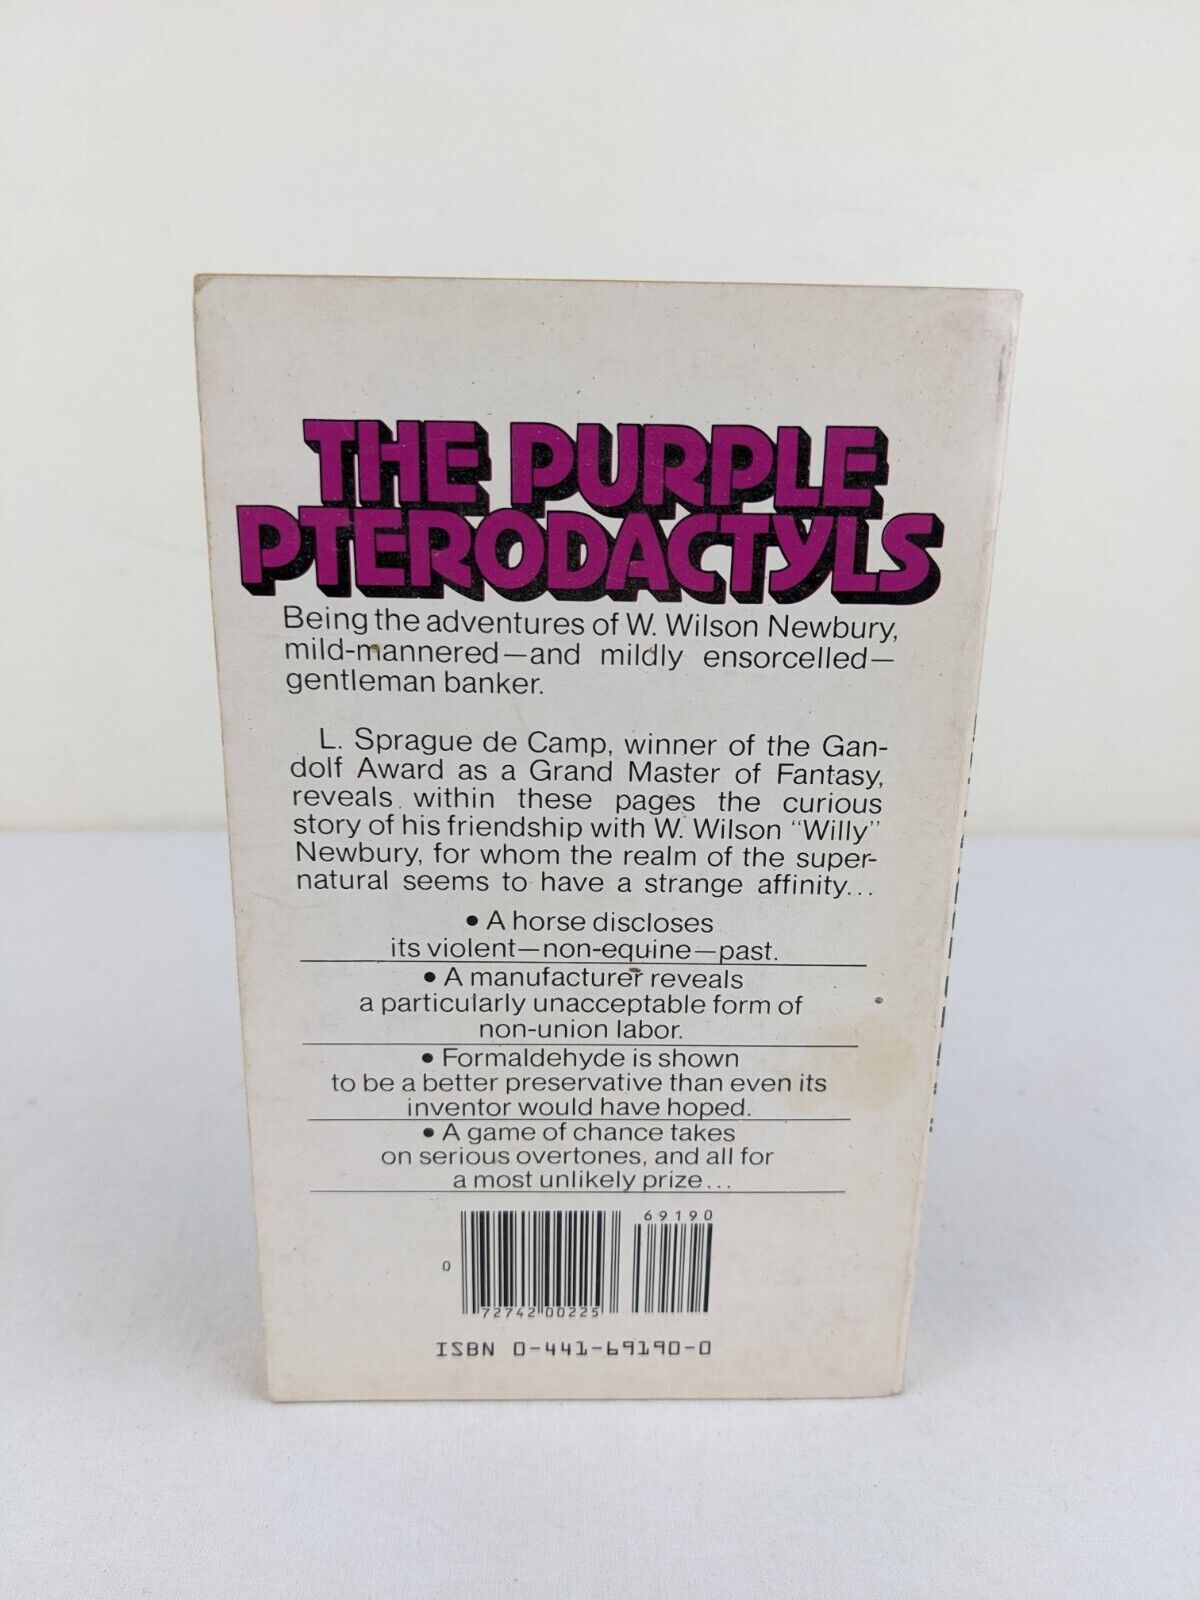 THE PURPLE
PTERODACTYLS
Being the adventures of W. Wilson Newbury,
mild-mannered—and mildly ensorcelled—
gentleman banker.
L. Sprague de Camp, winner of the Gan-
dolf Award as a Grand Master of Fantasy,
reveals within these pages the curious
story of his friendship with W. Wilson "Willy"
Newbury, for whom the realm of the super-
natural seems to have a strange affinity...
• A horse discloses
its violent—non-equine—past.
• A manufacturer reveals
a particularly unacceptable form of
non-union labor.
• Formaldehyde is shown
to be a better preservative than even its
inventor would have hoped.
• A game of chance takes
on serious overtones, and all for
a most unlikely prize...
69190
0
72742 00225
ISBN 0-441-69190-0